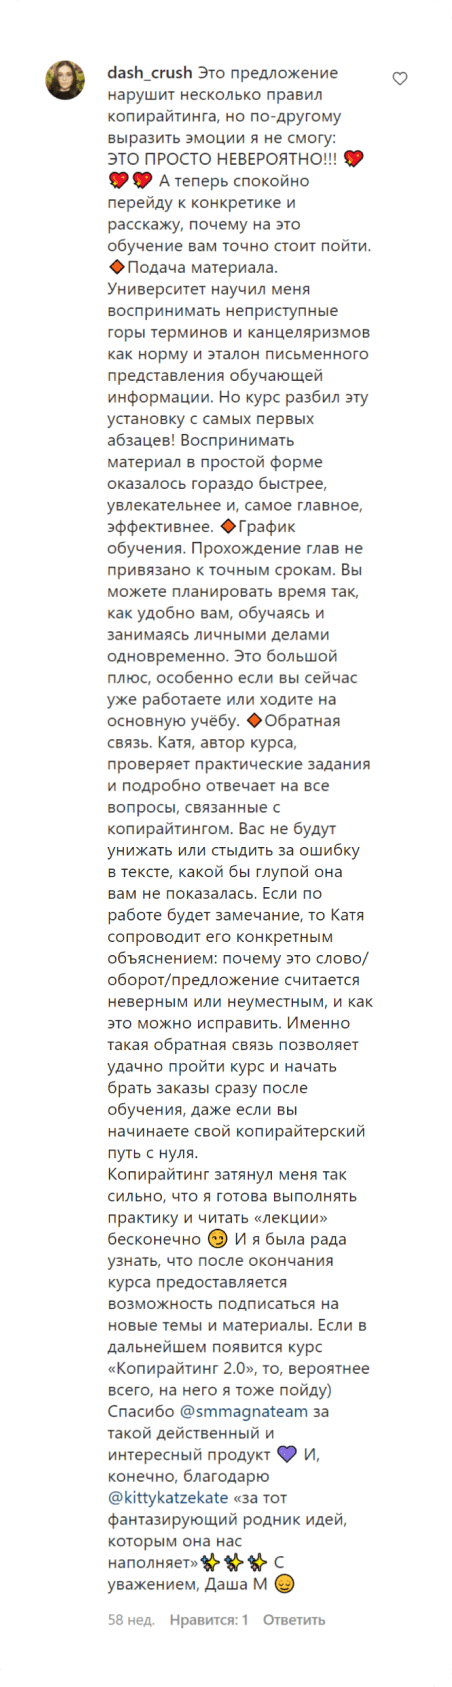 dash_crush Это предложение
нарушит несколько правил
копирайтинга, но по-другому
выразить эмоции я не смогу:
ЭТО ПРОСТО НЕВЕРОЯТНО!!! 💖
💖💖 А теперь спокойно
перейду к конкретике и
расскажу, почему на это
обучение вам точно стоит пойти.
🔸Подача материала.
Университет научил меня
воспринимать неприступные
горы терминов и канцеляризмов
как норму и эталон письменного
представления обучающей
информации. Но курс разбил эту
установку с самых первых
абзацев! Воспринимать
материал в простой форме
оказалось гораздо быстрее,
увлекательнее и, самое главное,
эффективнее. 🔸График
обучения. Прохождение глав не
привязано к точным срокам. Вы
можете планировать время так,
как удобно вам, обучаясь и
занимаясь личными делами
одновременно. Это большой
плюс, особенно если вы сейчас
уже работаете или ходите на
основную учёбу. 🔸Обратная
связь. Катя, автор курса,
проверяет практические задания
и подробно отвечает на все
вопросы, связанные с
копирайтингом. Вас не будут
унижать или стыдить за ошибку
в тексте, какой бы глупой она
вам не показалась. Если по
работе будет замечание, то Катя
сопроводит его конкретным
объяснением: почему это слово/
оборот/предложение считается
неверным или неуместным, и как
это можно исправить. Именно
такая обратная связь позволяет
удачно пройти курс и начать
брать заказы сразу после
обучения, даже если вы
начинаете свой копирайтерский
путь с нуля.
Копирайтинг затянул меня так
сильно, что я готова выполнять
практику и читать «лекции»
бесконечно 😏 И я была рада
узнать, что после окончания
курса предоставляется
возможность подписаться на
новые темы и материалы. Если в
дальнейшем появится курс
«Копирайтинг 2.0», то, вероятнее
всего, на него я тоже пойду)
Спасибо @smmagnateam за
такой действенный и
интересный продукт 💜 И,
конечно, благодарю
@kittykatzekate «за тот
фантазирующий родник идей,
которым она нас
наполняет»✨✨✨ С
уважением, Даша М 😌
58 нед. Нравится: 1 Ответить